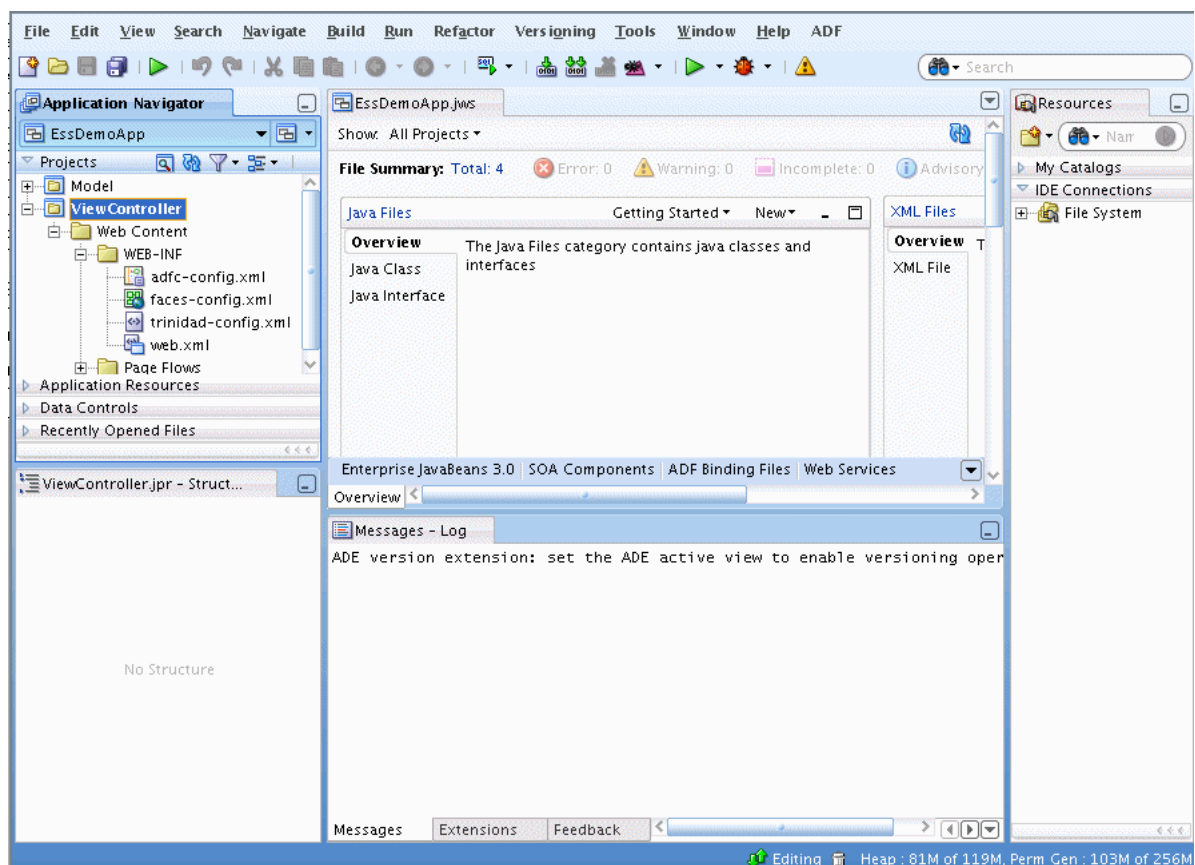 File Edit View Search Navigate Build Run Refactor Versioning Tools Window Help ADF
Search
Application Navigator
EssDemoApp
Projects
Model
ViewController
Web Content
WEB-INF
adfc-config.xml
faces-config.xml
trinidad-config.xml
web.xml
Page Flows
Application Resources
Data Controls
Recently Opened Files
ViewController.jpr - Struct...
No Structure
EssDemoApp.jws
Show: All Projects
File Summary: Total: 4 Error: 0 Warning: 0 Incomplete: 0 Advisory
Java Files Getting Started New
Overview
Java Class
Java Interface
The Java Files category contains java classes and
interfaces
XML Files
Overview T
XML File
Enterprise JavaBeans 3.0 SOA Components ADF Binding Files Web Services
Overview
Messages - Log
ADE version extension: set the ADE active view to enable versioning oper
Messages Extensions Feedback
Resources
Nam
My Catalogs
IDE Connections
File System
Editing Heap : 81M of 119M, Perm Gen : 103M of 256M